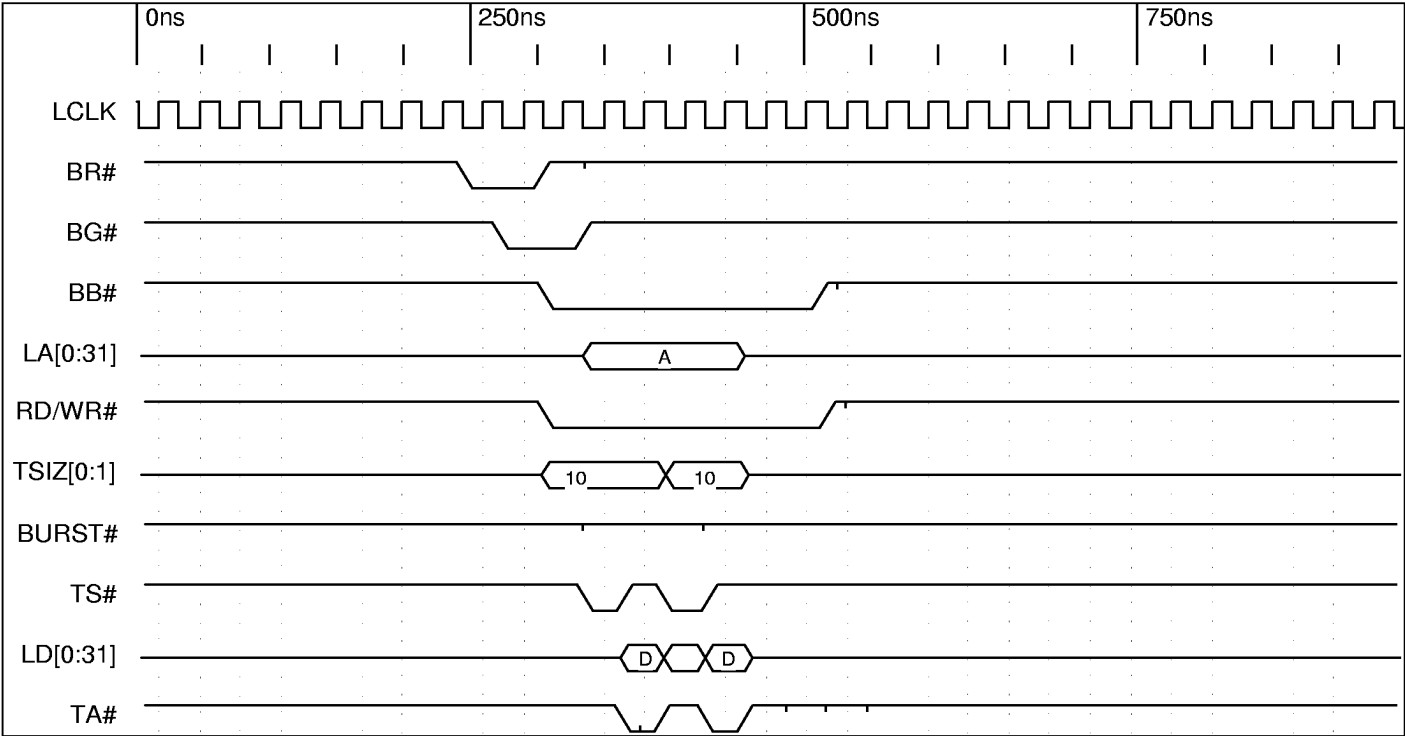 0ns 250ns 500ns 750ns
LCLK
BR#
BG#
BB#
LA[0:31] A
RD/WR#
TSIZ[0:1] 10 10
BURST#
TS#
LD[0:31] D D
TA#